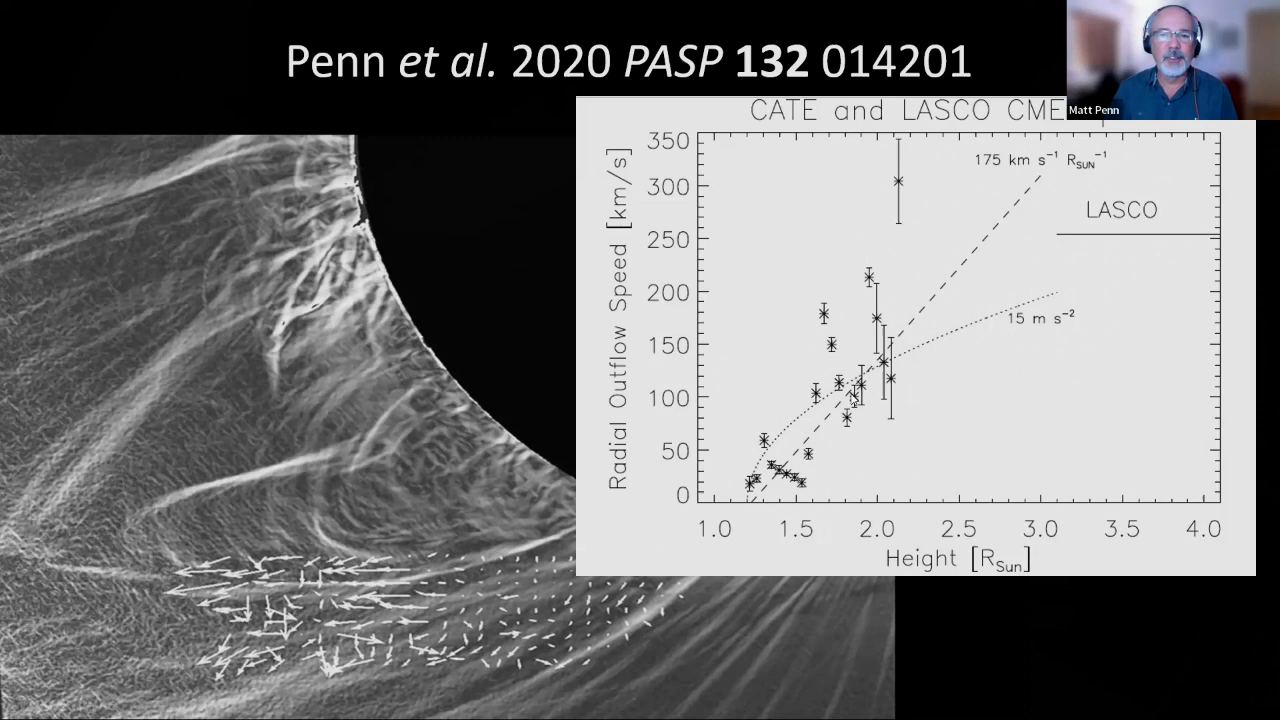 Penn et al. 2020 PASP 132 014201
Matt Penn
CATE and LASCO CME
350
300
250
200
150
100
50
0
Radial Outflow Speed [km/s]
175 km s⁻¹ R_SUN⁻¹
LASCO
15 m s⁻²
1.0 1.5 2.0 2.5 3.0 3.5 4.0
Height [R_Sun]